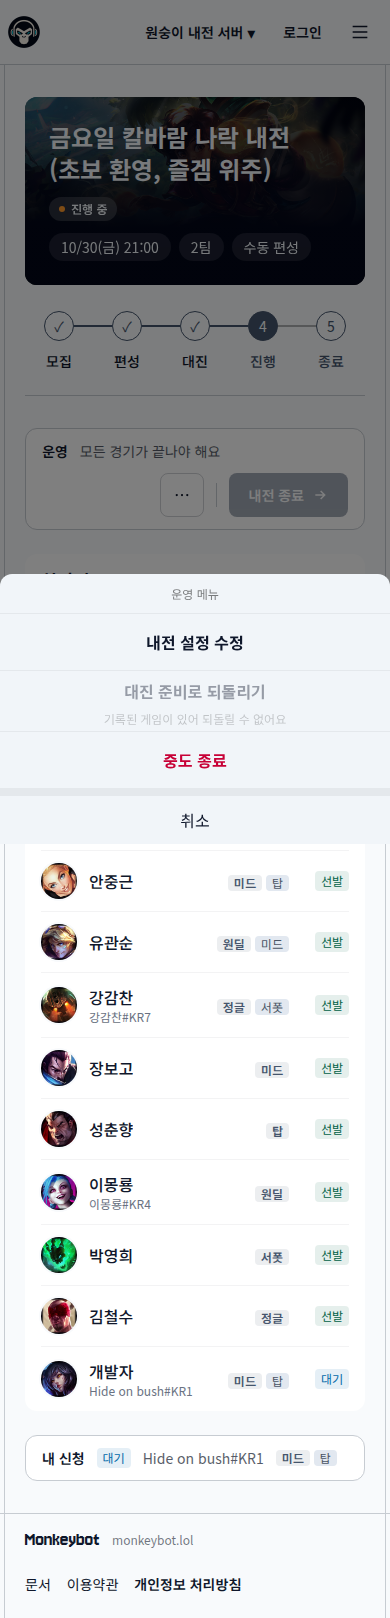 원숭이 내전 서버 ▾ 로그인
금요일 칼바람 나락 내전
(초보 환영, 즐겜 위주)
진행 중
10/30(금) 21:00 2팀 수동 편성
✓ ✓ ✓ 4 5
모집 편성 대진 진행 종료
운영 모든 경기가 끝나야 해요
··· 내전 종료 →
운영 메뉴
내전 설정 수정
대진 준비로 되돌리기
기록된 게임이 있어 되돌릴 수 없어요
중도 종료
취소
안중근 미드 탑 선발
유관순 원딜 미드 선발
강감찬 정글 서폿 선발
강감찬#KR7
장보고 미드 선발
성춘향 탑 선발
이몽룡 원딜 선발
이몽룡#KR4
박영희 서폿 선발
김철수 정글 선발
개발자 미드 탑 대기
Hide on bush#KR1
내 신청 대기 Hide on bush#KR1 미드 탑
Monkeybot monkeybot.lol
문서 이용약관 개인정보 처리방침